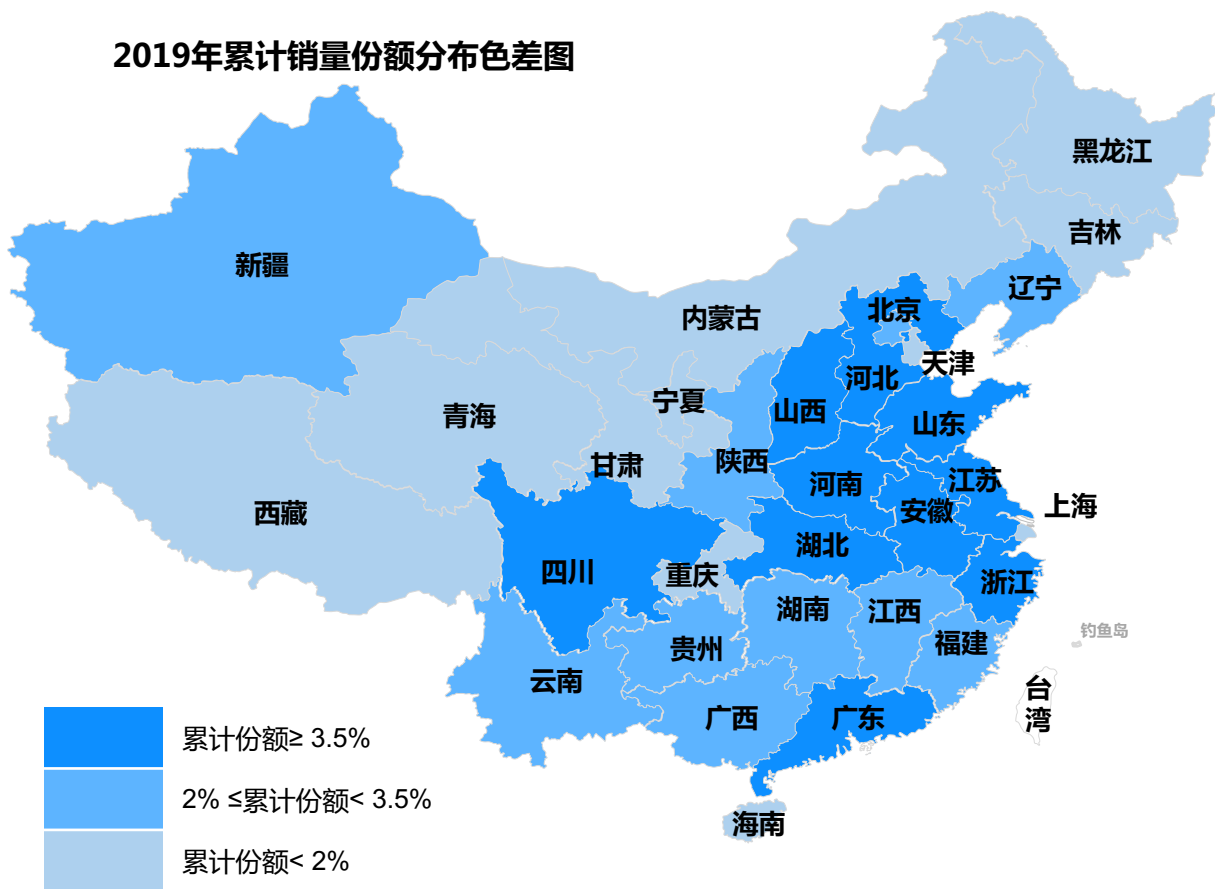 2019年累计销量份额分布色差图
黑龙江
吉林
新疆
辽宁
北京
内蒙古
天津
河北
宁夏
青海
山西
山东
陕西
甘肃
河南
江苏
西藏
安徽
上海
湖北
四川
重庆
浙江
湖南
江西
钓鱼岛
福建
贵州
云南
台
湾
广西
广东
海南
累计份额≥ 3.5%
2% ≤累计份额< 3.5%
累计份额< 2%